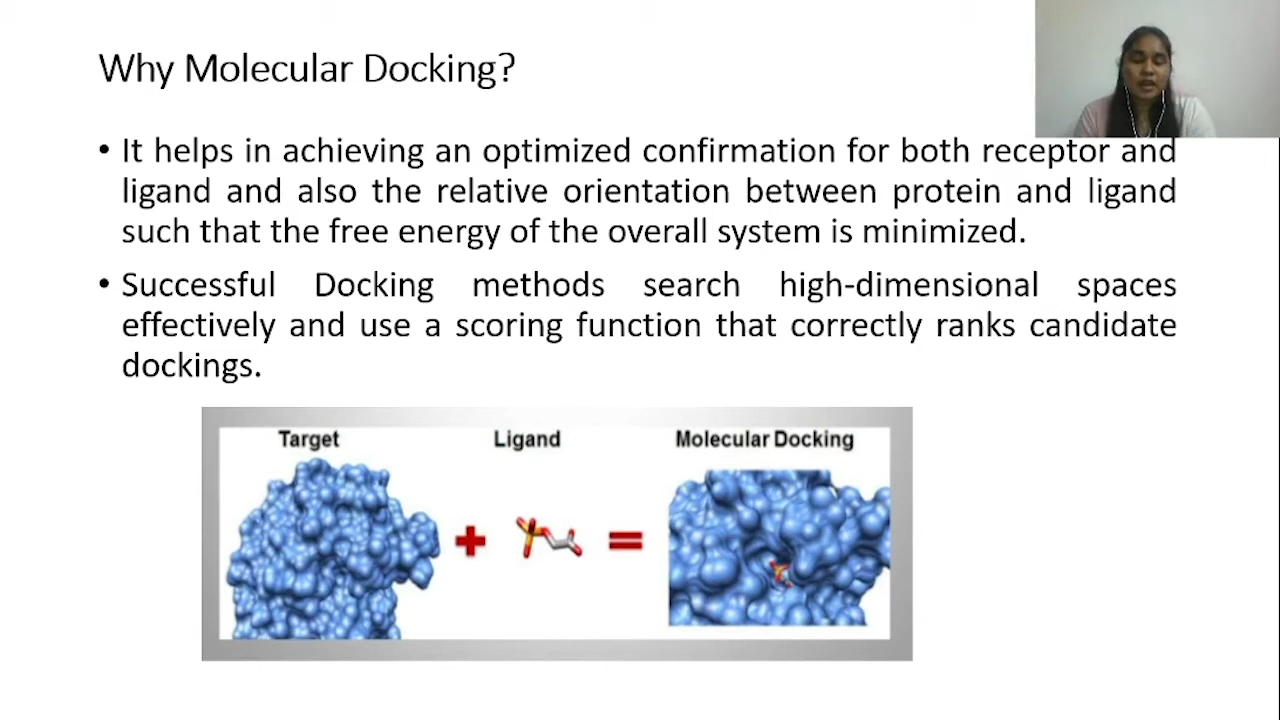 Why Molecular Docking?
• It helps in achieving an optimized confirmation for both receptor and
ligand and also the relative orientation between protein and ligand
such that the free energy of the overall system is minimized.
• Successful Docking methods search high-dimensional spaces
effectively and use a scoring function that correctly ranks candidate
dockings.
Target Ligand Molecular Docking
+ =